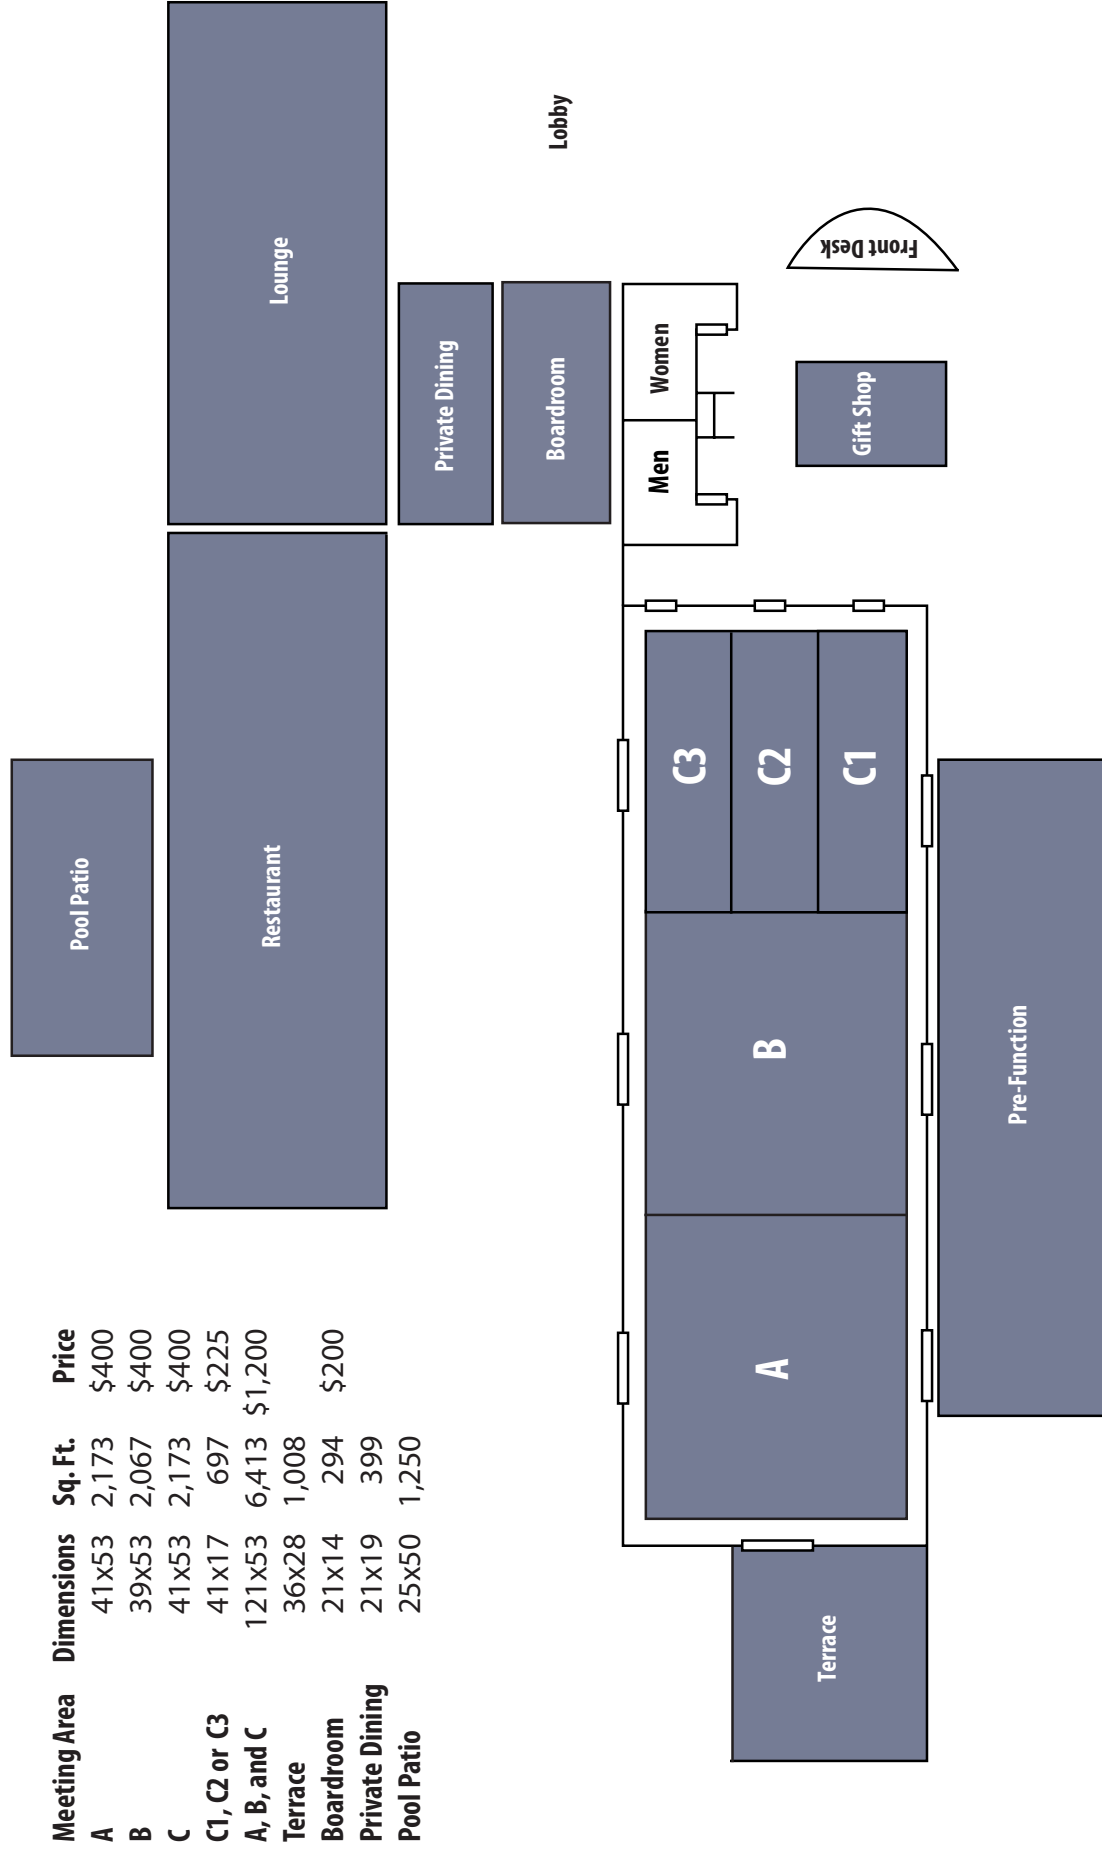 Meeting Area Dimensions Sq. Ft. Price
A 41x53 2,173 $400
B 39x53 2,067 $400
C 41x53 2,173 $400
C1, C2 or C3 41x17 697 $225
A, B, and C 121x53 6,413 $1,200
Terrace 36x28 1,008
Boardroom 21x14 294 $200
Private Dining 21x19 399
Pool Patio 25x50 1,250
Pool Patio
Restaurant
Lounge
Private Dining
Boardroom
Lobby
Men
Women
Front Desk
Gift Shop
C3
C2
C1
B
A
Terrace
Pre-Function